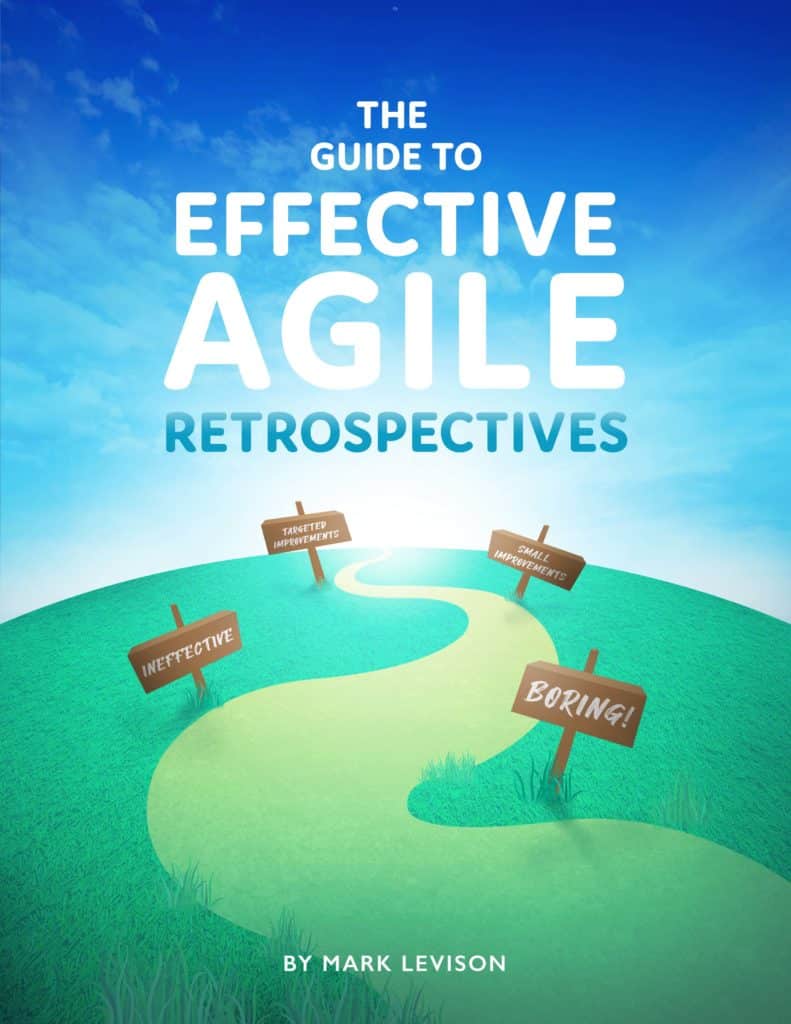 THE
GUIDE TO
EFFECTIVE
AGILE
RETROSPECTIVES
TARGETED
IMPROVEMENTS
SMALL
IMPROVEMENTS
INEFFECTIVE
BORING!
BY MARK LEVISON